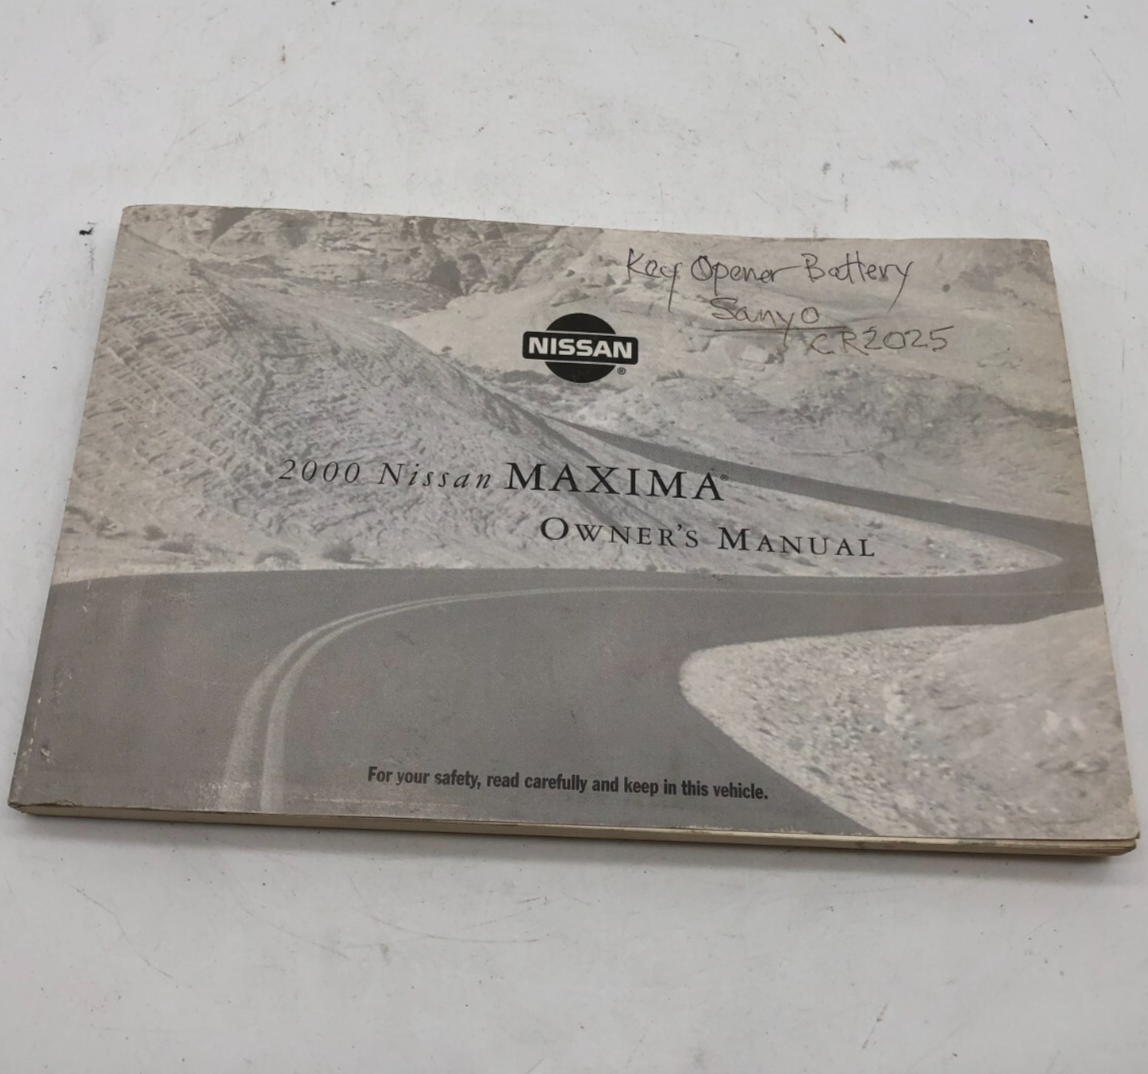 Key Opener Battery
Sanyo
CR2025
NISSAN®
2000 Nissan MAXIMA®
OWNER'S MANUAL
For your safety, read carefully and keep in this vehicle.